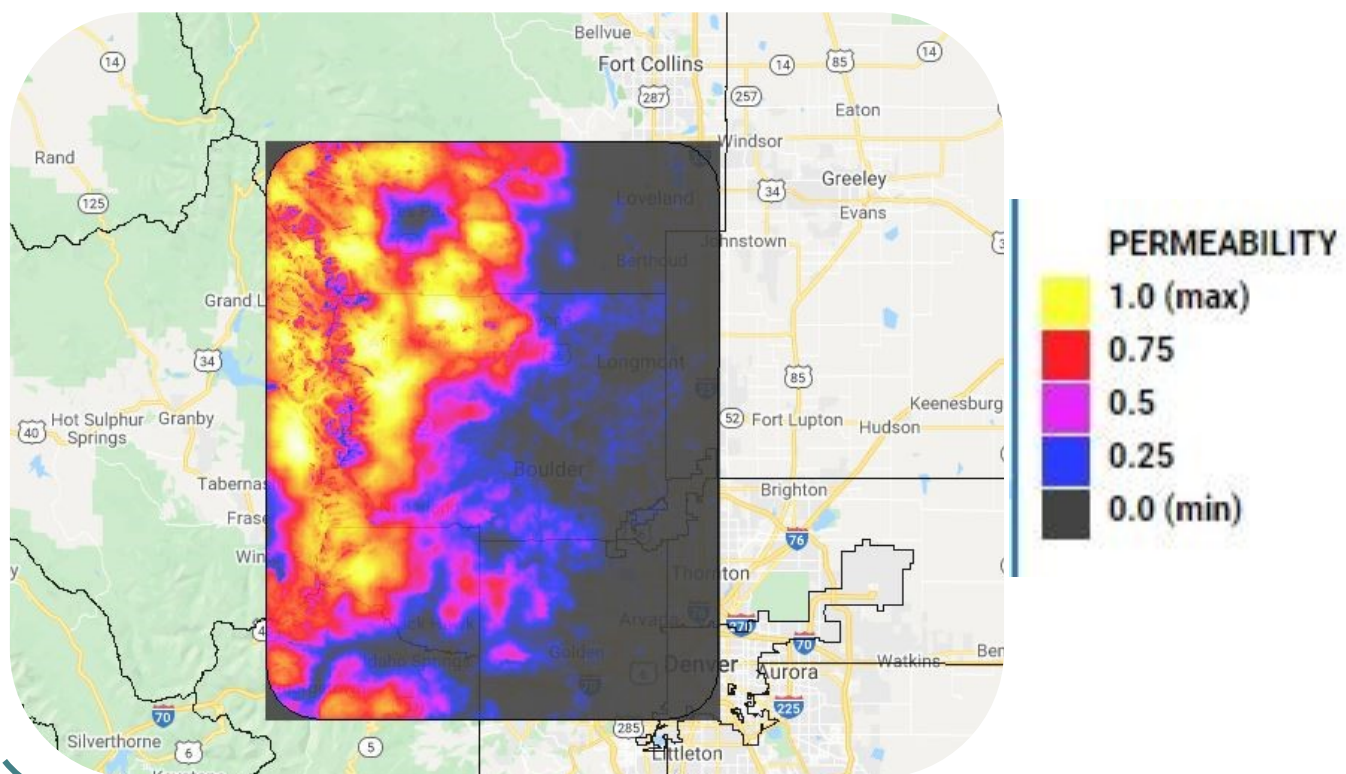 Bellvue
14
Fort Collins
14
85
14
287
257
Eaton
Windsor
Rand
34
Greeley
Loveland
125
Evans
Johnstown
Berthoud
Grand L
34
Longmont
85
52
Fort Lupton
Keenesburg
Hudson
Hot Sulphur
Springs
Granby
40
Boulder
Tabernas
Brighton
Frase
76
Win
y
Thornton
Arvada
270
70
Idaho Springs
Golden
Denver
Aurora
Watkins
Ben
70
225
285
Silverthorne
6
5
Littleton
PERMEABILITY
1.0 (max)
0.75
0.5
0.25
0.0 (min)